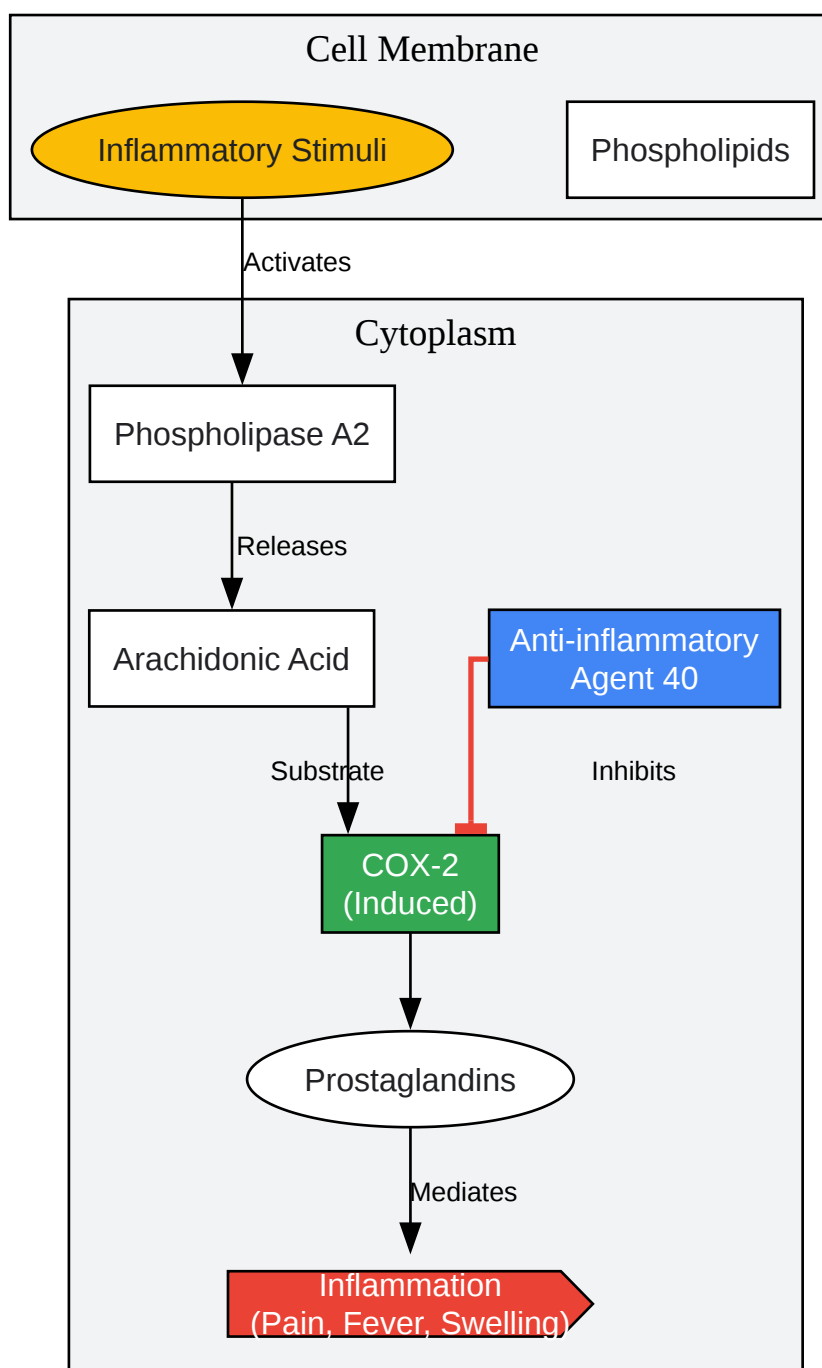 Cell Membrane
Inflammatory Stimuli
Phospholipids
Activates
Cytoplasm
Phospholipase A2
Releases
Arachidonic Acid
Anti-inflammatory
Agent 40
Substrate
Inhibits
COX-2
(Induced)
Prostaglandins
Mediates
Inflammation
(Pain, Fever, Swelling)